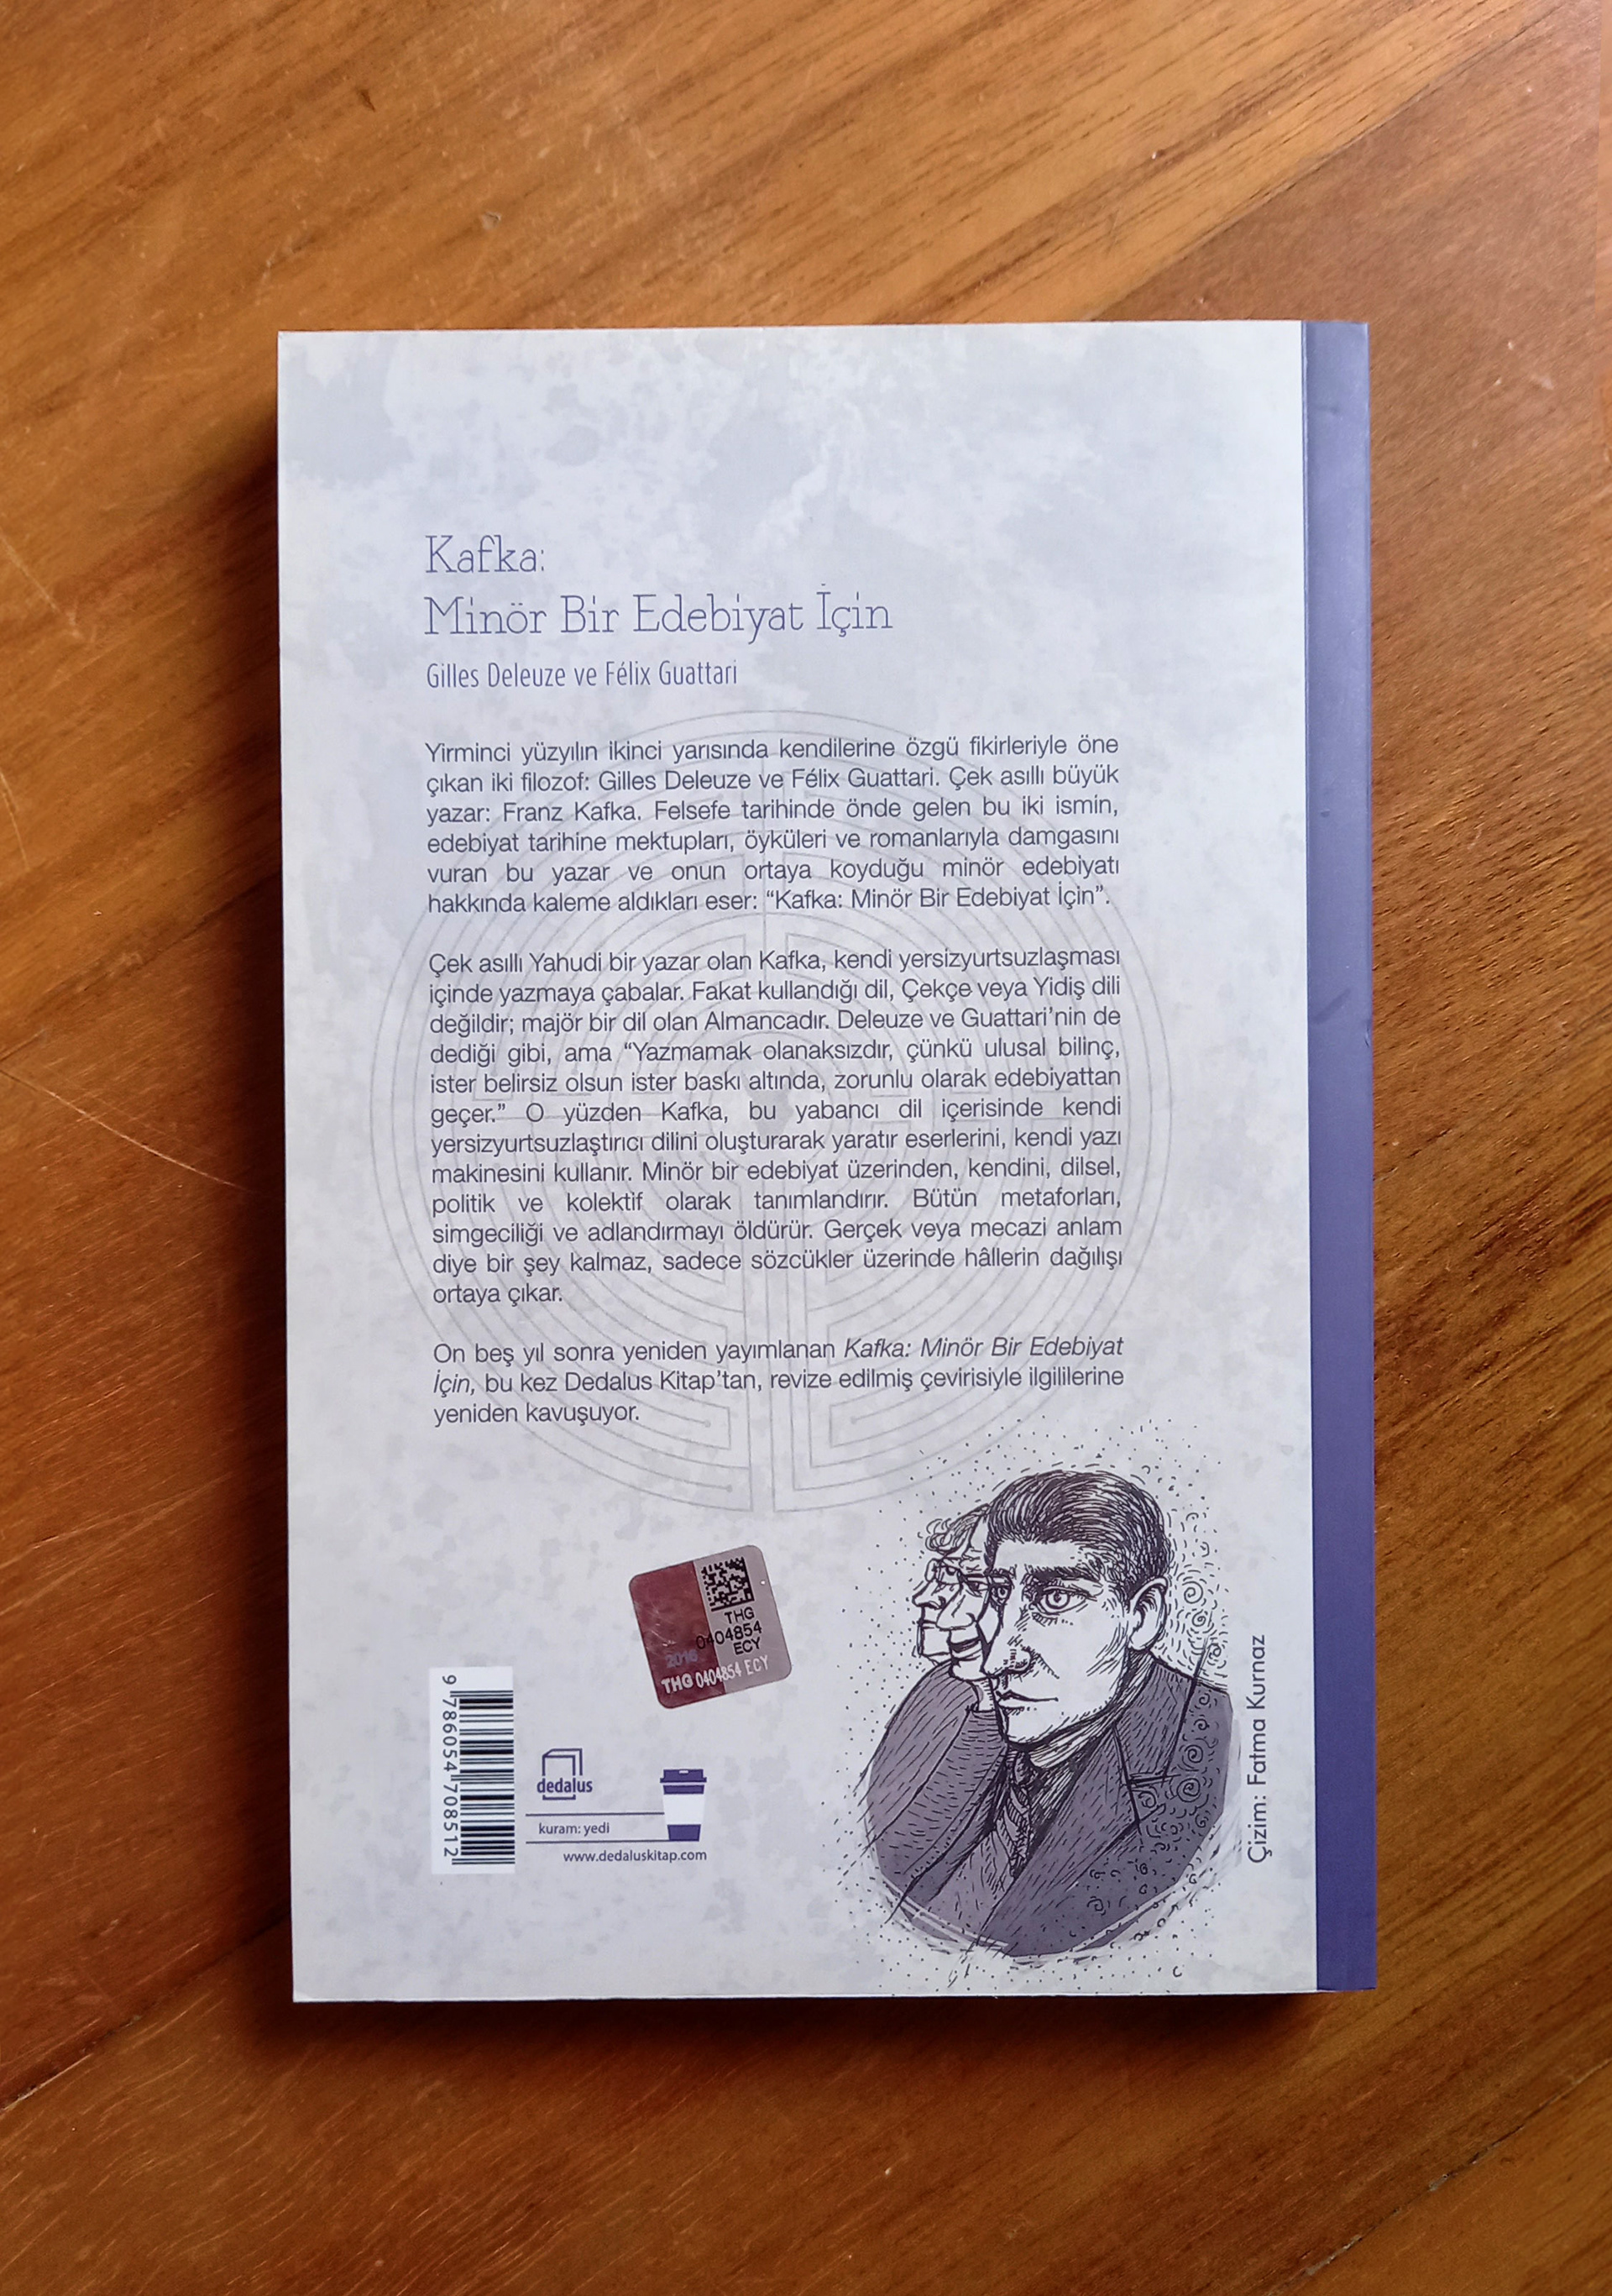 Kafka:
Minör Bir Edebiyat İçin
Gilles Deleuze ve Félix Guattari
Yirminci yüzyılın ikinci yarısında kendilerine özgü fikirleriyle öne
çıkan iki filozof: Gilles Deleuze ve Félix Guattari. Çek asıllı büyük
yazar: Franz Kafka. Felsefe tarihinde önde gelen bu iki ismin,
edebiyat tarihine mektupları, öyküleri ve romanlarıyla damgasını
vuran bu yazar ve onun ortaya koyduğu minör edebiyatı
hakkında kaleme aldıkları eser: “Kafka: Minör Bir Edebiyat İçin”.
Çek asıllı Yahudi bir yazar olan Kafka, kendi yersizyurtsuzlaşması
içinde yazmaya çabalar. Fakat kullandığı dil, Çekçe veya Yidiş dili
değildir; majör bir dil olan Almancadır. Deleuze ve Guattari’nin de
dediği gibi, ama “Yazmamak olanaksızdır, çünkü ulusal bilinç,
ister belirsiz olsun ister baskı altında, zorunlu olarak edebiyattan
geçer.” O yüzden Kafka, bu yabancı dil içerisinde kendi
yersizyurtsuzlaştırıcı dilini oluşturarak yaratır eserlerini, kendi yazı
makinesini kullanır. Minör bir edebiyat üzerinden, kendini, dilsel,
politik ve kolektif olarak tanımlandırır. Bütün metaforları,
simgeciliği ve adlandırmayı öldürür. Gerçek veya mecazi anlam
diye bir şey kalmaz, sadece sözcükler üzerinde hâllerin dağılışı
ortaya çıkar.
On beş yıl sonra yeniden yayımlanan Kafka: Minör Bir Edebiyat
İçin, bu kez Dedalus Kitap’tan, revize edilmiş çevirisiyle ilgililerine
yeniden kavuşuyor.
THG
0404854
ECY
2016
THG 0404854 ECY
9 786054 708512
dedalus
kuram: yedi
www.dedaluskitap.com
Çizim: Fatma Kurnaz